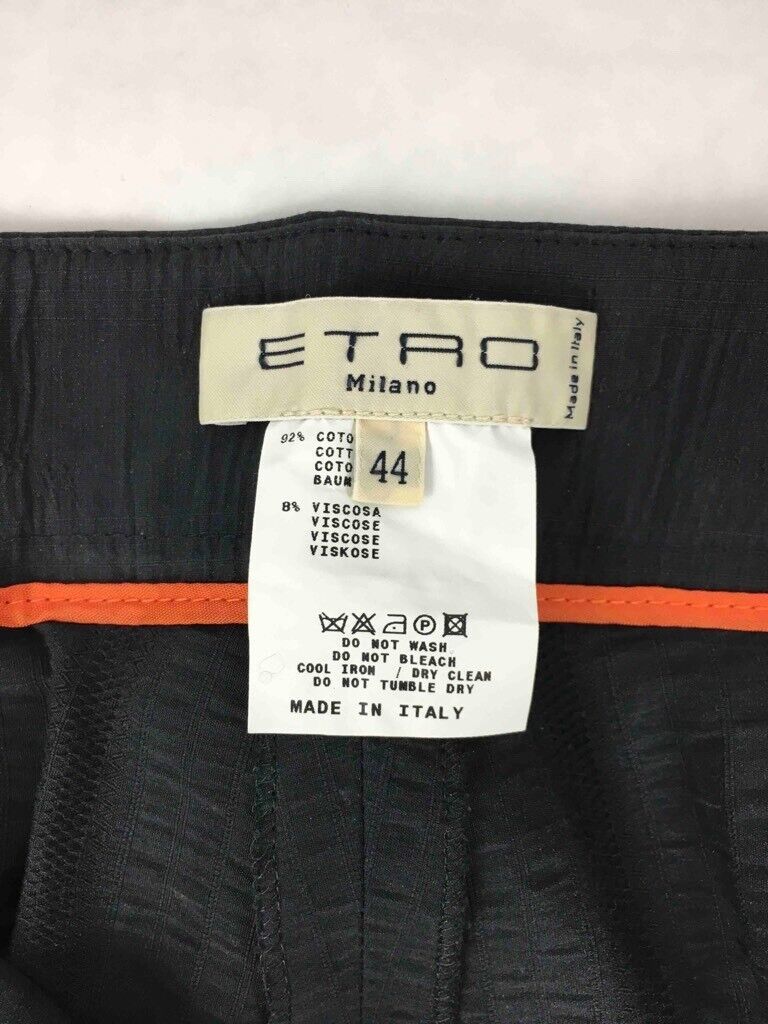 ETRO
Milano
Made in Italy
44
92% COTO
COTT
COTO
BAUM
8% VISCOSA
VISCOSE
VISCOSE
VISKOSE
P
DO NOT WASH
DO NOT BLEACH
COOL IRON / DRY CLEAN
DO NOT TUMBLE DRY
MADE IN ITALY